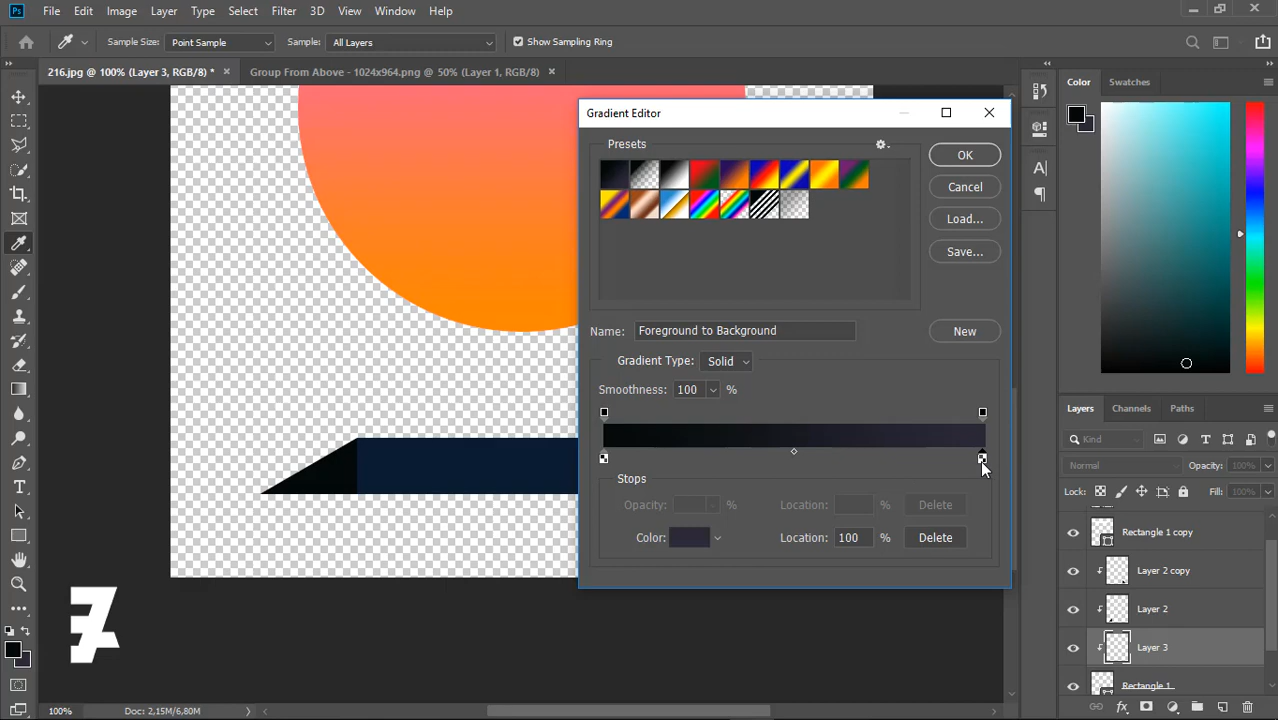 Ps File Edit Image Layer Type Select Filter 3D View Window Help
Sample Size: Point Sample Sample: All Layers Show Sampling Ring
216.jpg @ 100% (Layer 3, RGB/8) * Group From Above - 1024x964.png @ 50% (Layer 1, RGB/8)
Color Swatches
Gradient Editor
Presets
OK
Cancel
Load...
Save...
Name: Foreground to Background New
Gradient Type: Solid
Smoothness: 100 %
Stops
Opacity: % Location: % Delete
Color: Location: 100 % Delete
Layers Channels Paths
Kind
Normal Opacity: 100%
Lock: Fill: 100%
Rectangle 1 copy
Layer 2 copy
Layer 2
Layer 3
Rectangle 1
100% Doc: 2,15M/6,80M